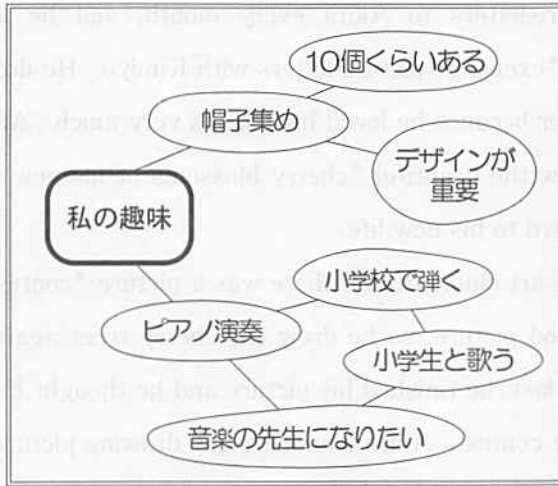 10個くらいある
帽子集め
デザインが
重要
私の趣味
小学校で弾く
ピアノ演奏
小学生と歌う
音楽の先生になりたい